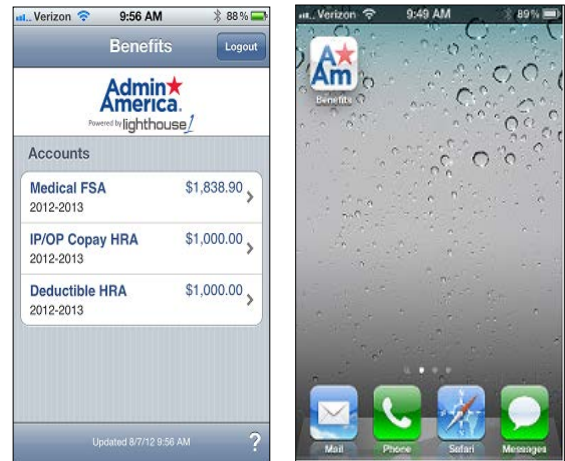 Verizon
9:56 AM
88%
Benefits
Logout
Admin
America.
Powered by lighthouse1
Accounts
Medical FSA
$1,838.90
2012-2013
IP/OP Copay HRA
$1,000.00
2012-2013
Deductible HRA
$1,000.00
2012-2013
Updated 8/7/12 9:56 AM
?
Verizon
9:49 AM
89%
A
Am
Benefits
Mail
Phone
Safari
Messages